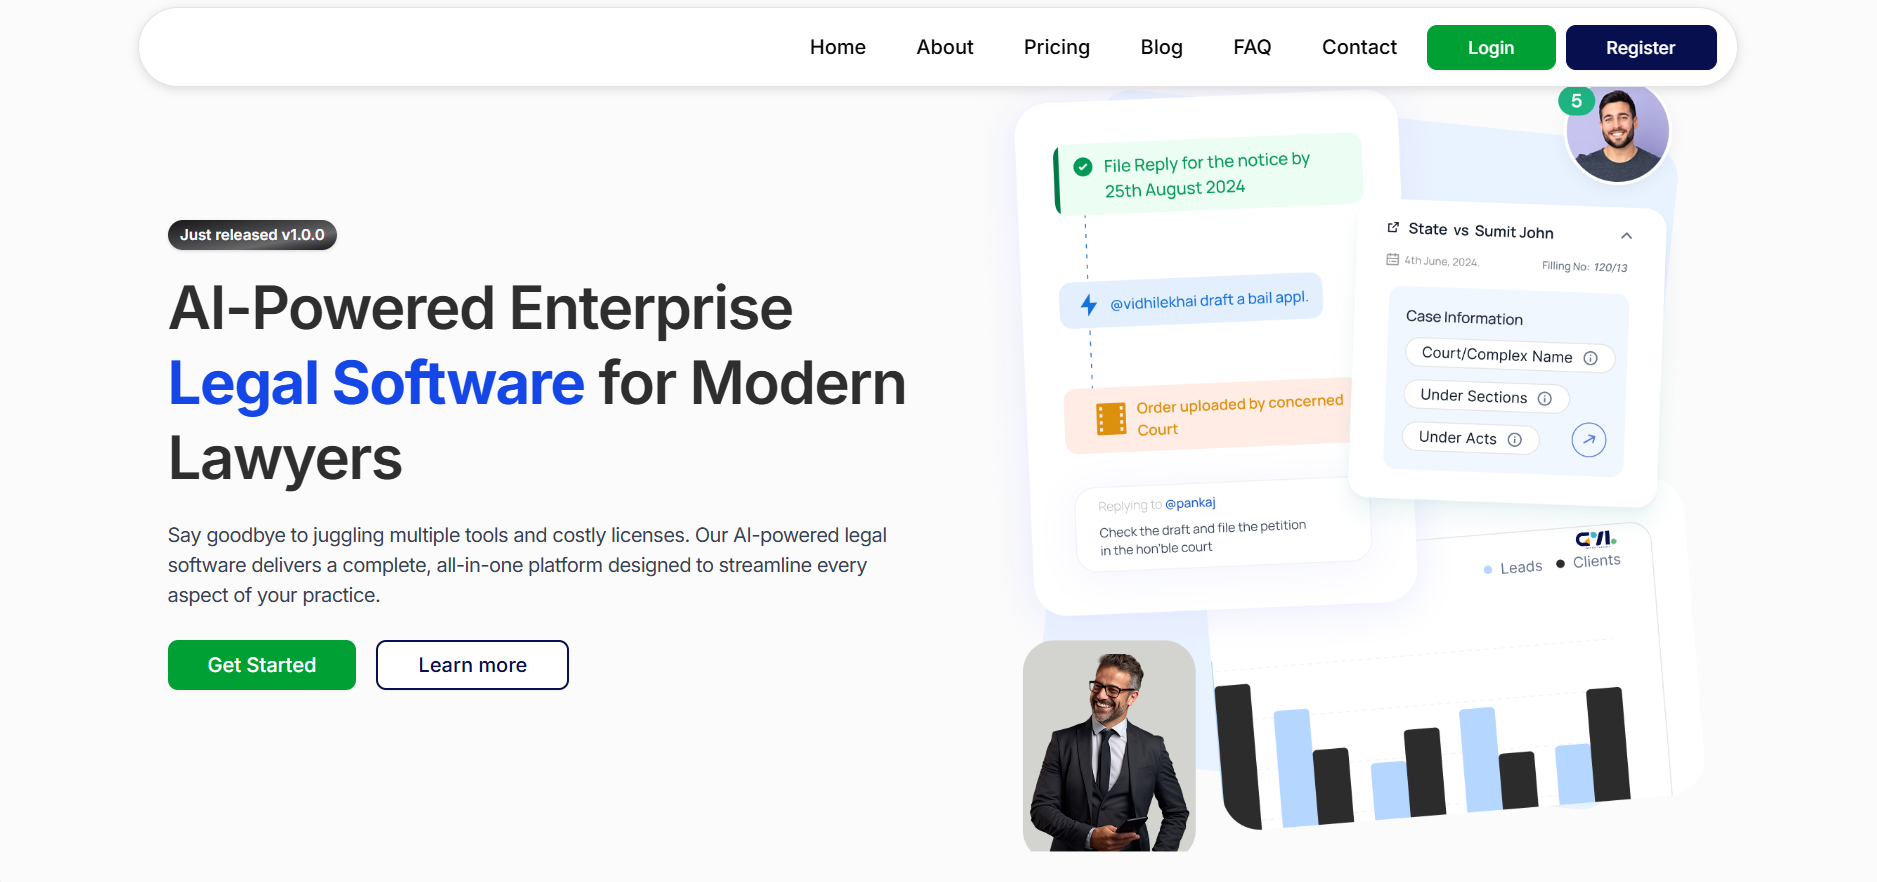 Home About Pricing Blog FAQ Contact Login Register
Just released v1.0.0
AI-Powered Enterprise
Legal Software for Modern
Lawyers
Say goodbye to juggling multiple tools and costly licenses. Our AI-powered legal
software delivers a complete, all-in-one platform designed to streamline every
aspect of your practice.
Get Started Learn more
5
File Reply for the notice by
25th August 2024
@vidhilekhai draft a bail appl.
Order uploaded by concerned
Court
Replying to @pankaj
Check the draft and file the petition
in the hon'ble court
State vs Sumit John
4th June, 2024. Filling No: 120/13
Case Information
Court/Complex Name
Under Sections
Under Acts
Leads Clients